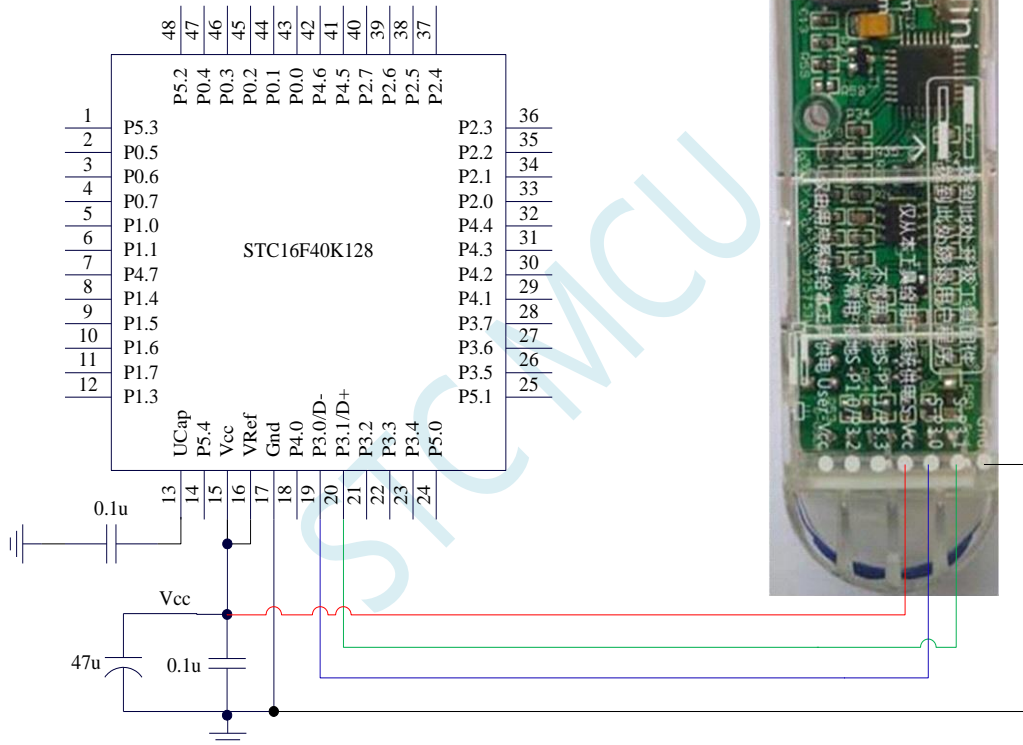 48
47
46
45
44
43
42
41
40
39
38
37
P5.2
P0.4
P0.3
P0.2
P0.1
P0.0
P4.6
P4.5
P2.7
P2.6
P2.5
P2.4
1 P5.3
2 P0.5
3 P0.6
4 P0.7
5 P1.0
6 P1.1
7 P4.7
8 P1.4
9 P1.5
10 P1.6
11 P1.7
12 P1.3
STC16F40K128
P2.3 36
P2.2 35
P2.1 34
P2.0 33
P4.4 32
P4.3 31
P4.2 30
P4.1 29
P3.7 28
P3.6 27
P3.5 26
P5.1 25
UCap
P5.4
Vcc
VRef
Gnd
P4.0
P3.0/D-
P3.1/D+
P3.2
P3.3
P3.4
P5.0
13
14
15
16
17
18
19
20
21
22
23
24
0.1u
Vcc
47u
0.1u
STC MCU
User-Vcc
S-Vcc
P3.0
Gnd